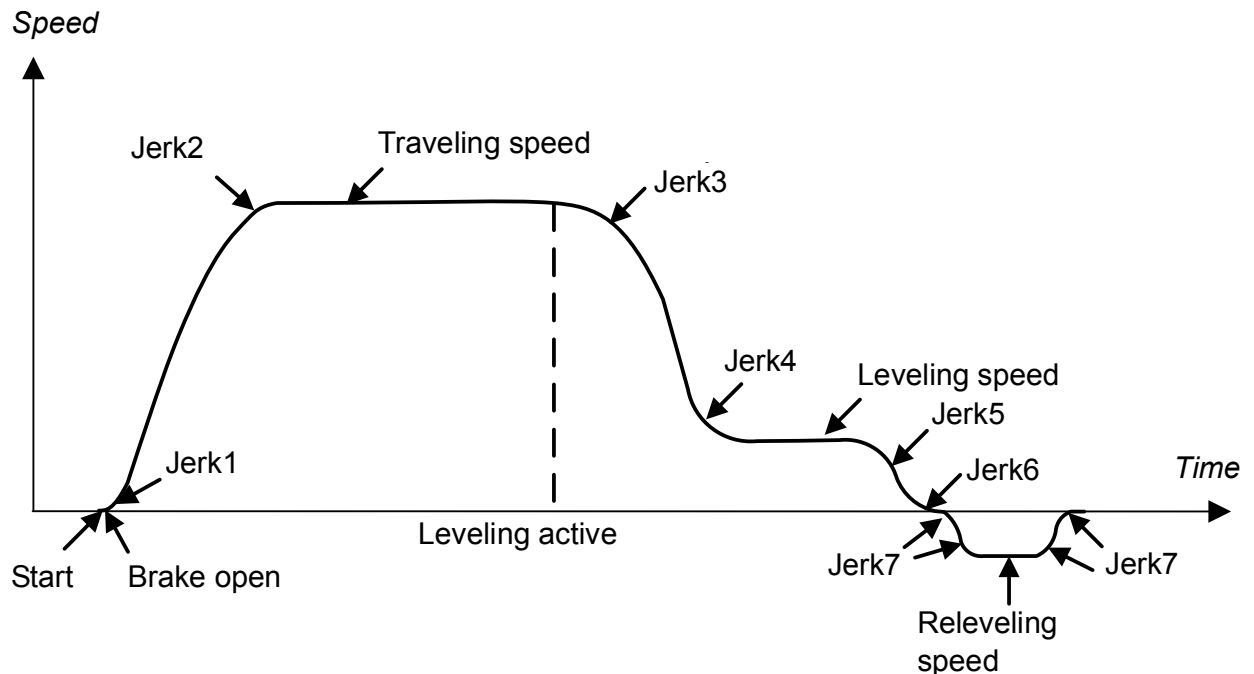 Speed
Jerk2
Traveling speed
Jerk3
Jerk4
Leveling speed
Jerk5
Jerk1
Jerk6
Time
Leveling active
Start
Brake open
Jerk7
Jerk7
Releveling
speed